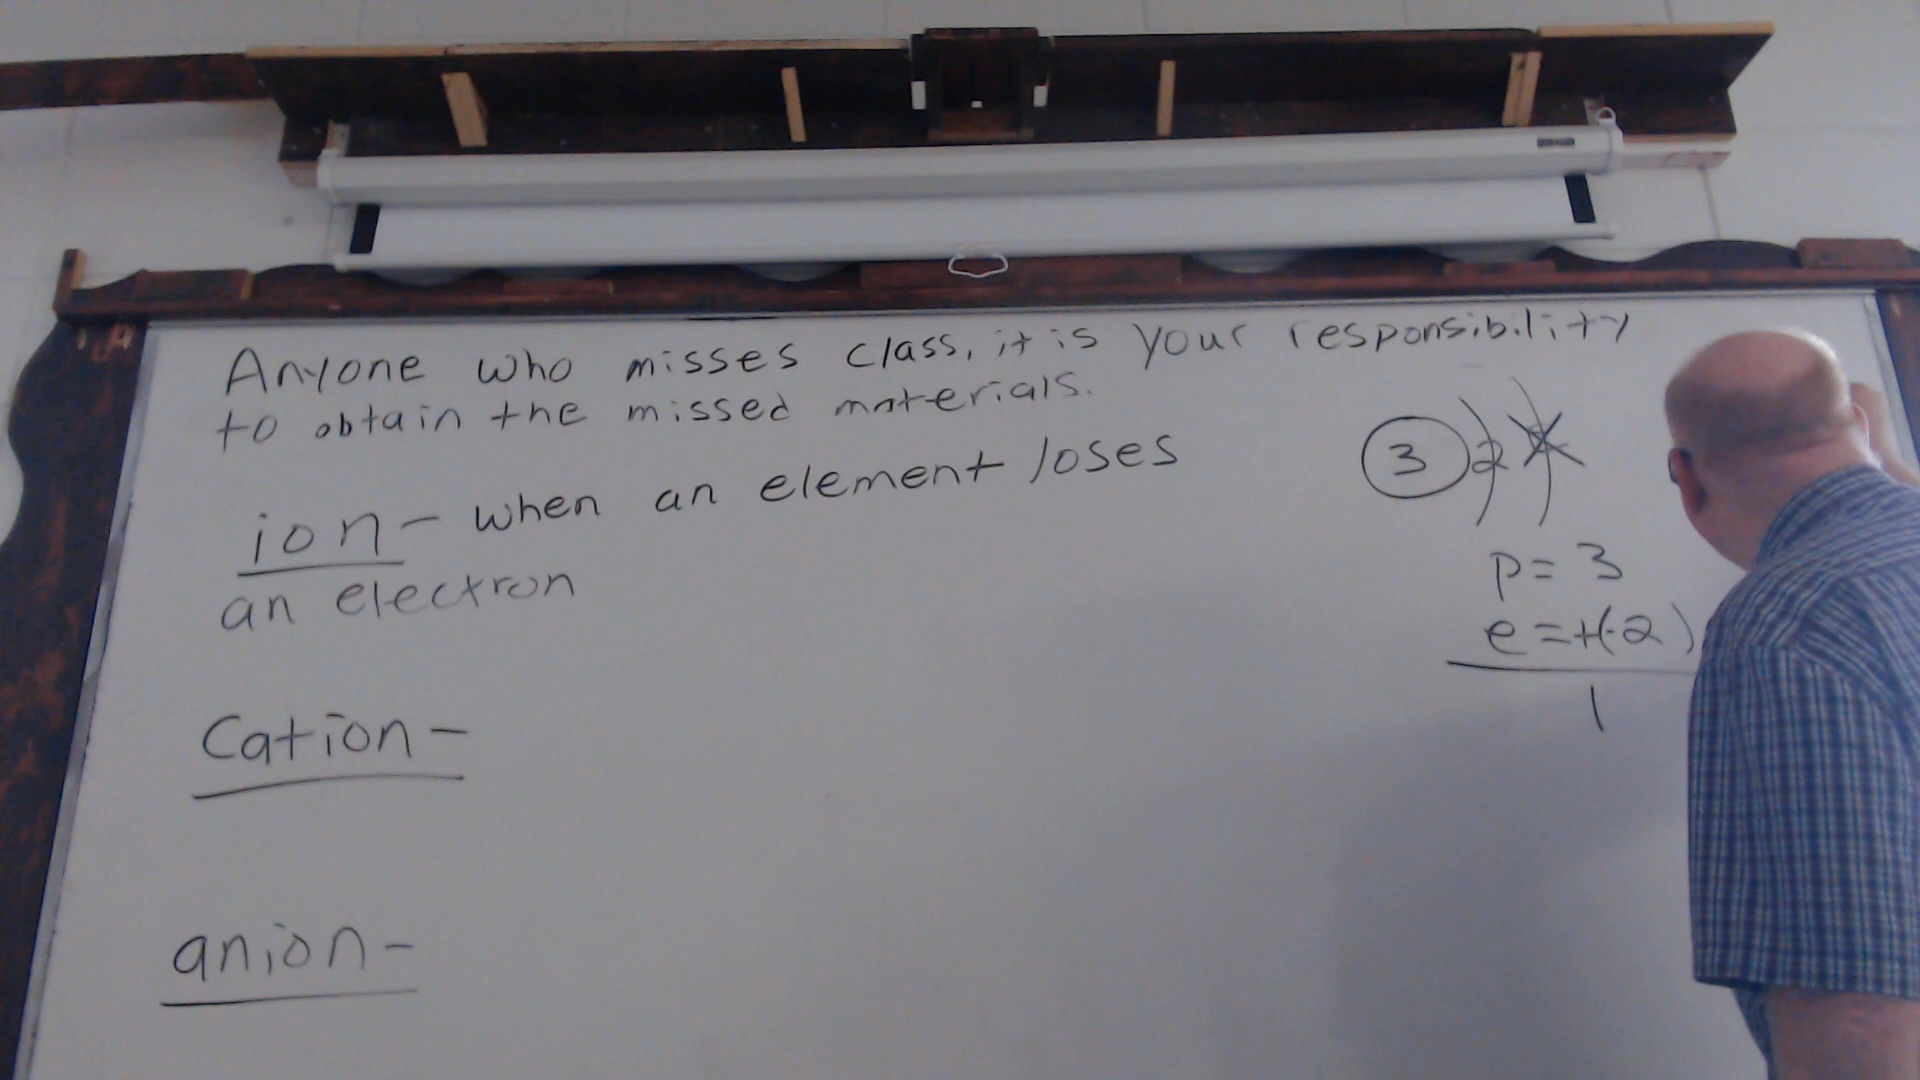 Anyone who misses class, it is your responsibility
to obtain the missed materials.
ion - when an element loses
an electron
Cation -
anion -
3 2
p = 3
e = +(-2)
1